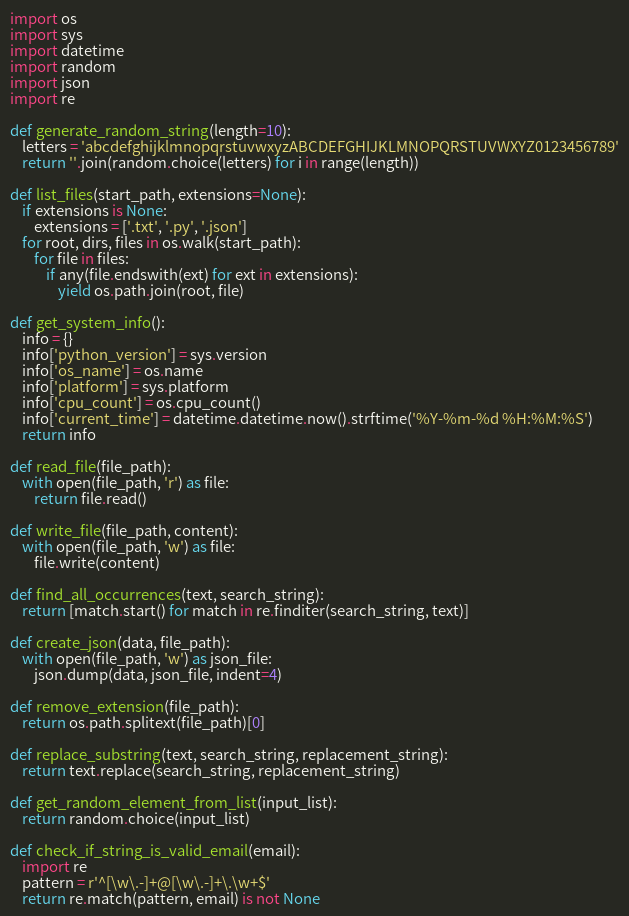 import os
import sys
import datetime
import random
import json
import re

def generate_random_string(length=10):
    letters = 'abcdefghijklmnopqrstuvwxyzABCDEFGHIJKLMNOPQRSTUVWXYZ0123456789'
    return ''.join(random.choice(letters) for i in range(length))

def list_files(start_path, extensions=None):
    if extensions is None:
        extensions = ['.txt', '.py', '.json']
    for root, dirs, files in os.walk(start_path):
        for file in files:
            if any(file.endswith(ext) for ext in extensions):
                yield os.path.join(root, file)

def get_system_info():
    info = {}
    info['python_version'] = sys.version
    info['os_name'] = os.name
    info['platform'] = sys.platform
    info['cpu_count'] = os.cpu_count()
    info['current_time'] = datetime.datetime.now().strftime('%Y-%m-%d %H:%M:%S')
    return info

def read_file(file_path):
    with open(file_path, 'r') as file:
        return file.read()

def write_file(file_path, content):
    with open(file_path, 'w') as file:
        file.write(content)

def find_all_occurrences(text, search_string):
    return [match.start() for match in re.finditer(search_string, text)]

def create_json(data, file_path):
    with open(file_path, 'w') as json_file:
        json.dump(data, json_file, indent=4)

def remove_extension(file_path):
    return os.path.splitext(file_path)[0]

def replace_substring(text, search_string, replacement_string):
    return text.replace(search_string, replacement_string)

def get_random_element_from_list(input_list):
    return random.choice(input_list)

def check_if_string_is_valid_email(email):
    import re
    pattern = r'^[\w\.-]+@[\w\.-]+\.\w+$'
    return re.match(pattern, email) is not None